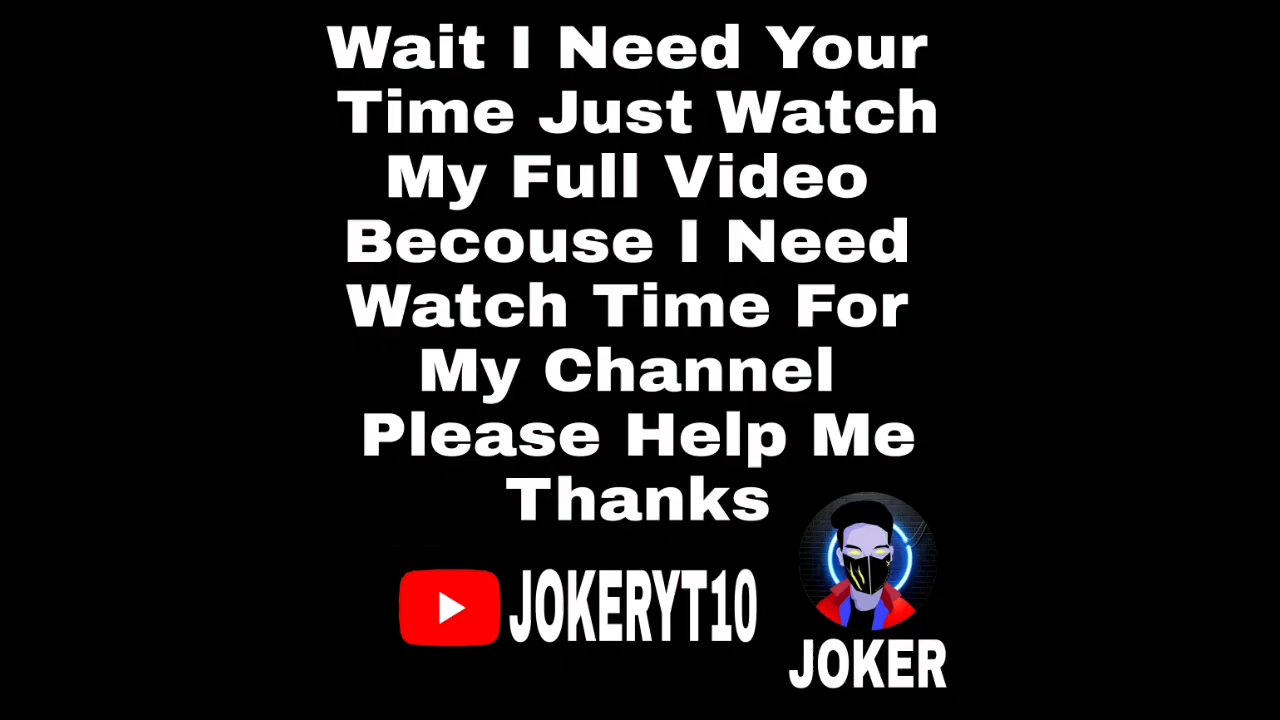 Wait I Need Your
Time Just Watch
My Full Video
Becouse I Need
Watch Time For
My Channel
Please Help Me
Thanks
JOKERYT10
JOKER